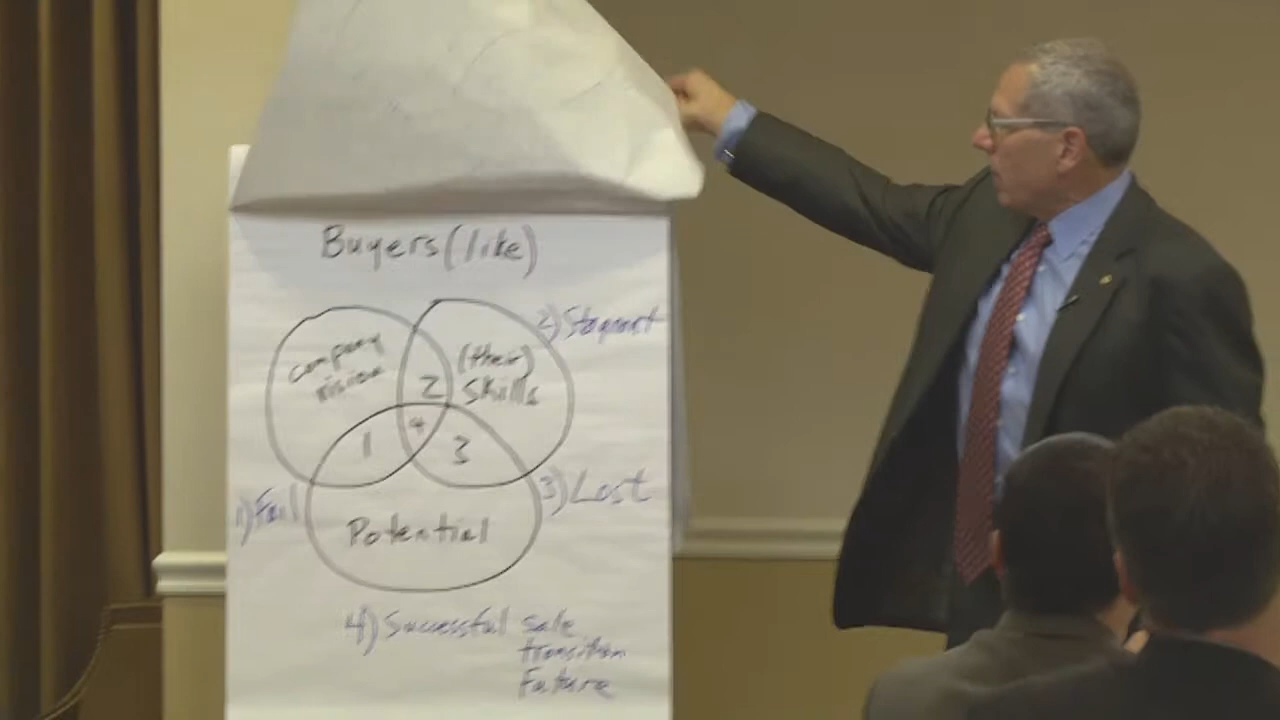 Buyers (like)
2) Stagnant
company
vision
(their)
Skills
2
4
1
3
3) Lost
1) Fail
Potential
4) Successful sale
transition
Future